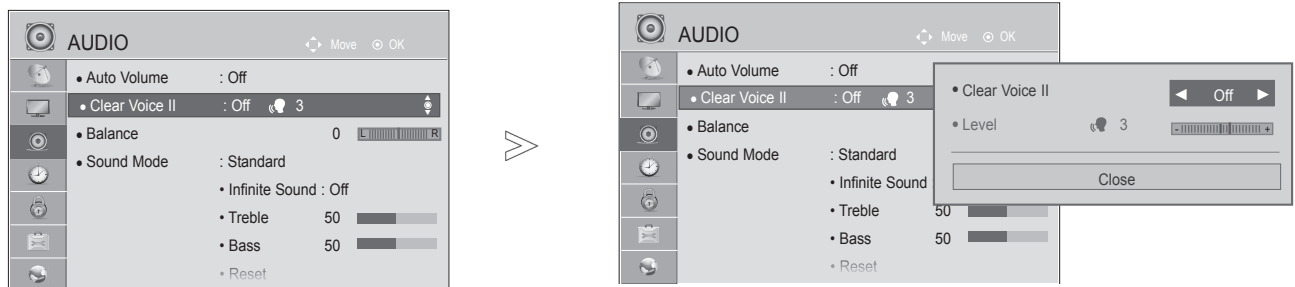 AUDIO
Move OK
• Auto Volume : Off
• Clear Voice II : Off 3
• Balance 0 L R
• Sound Mode : Standard
• Infinite Sound : Off
• Treble 50
• Bass 50
• Reset
AUDIO
Move OK
• Auto Volume : Off
• Clear Voice II : Off 3
• Balance
• Sound Mode : Standard
• Infinite Sound :
• Treble 50
• Bass 50
• Reset
• Clear Voice II ◄ Off ►
• Level 3 - +
Close